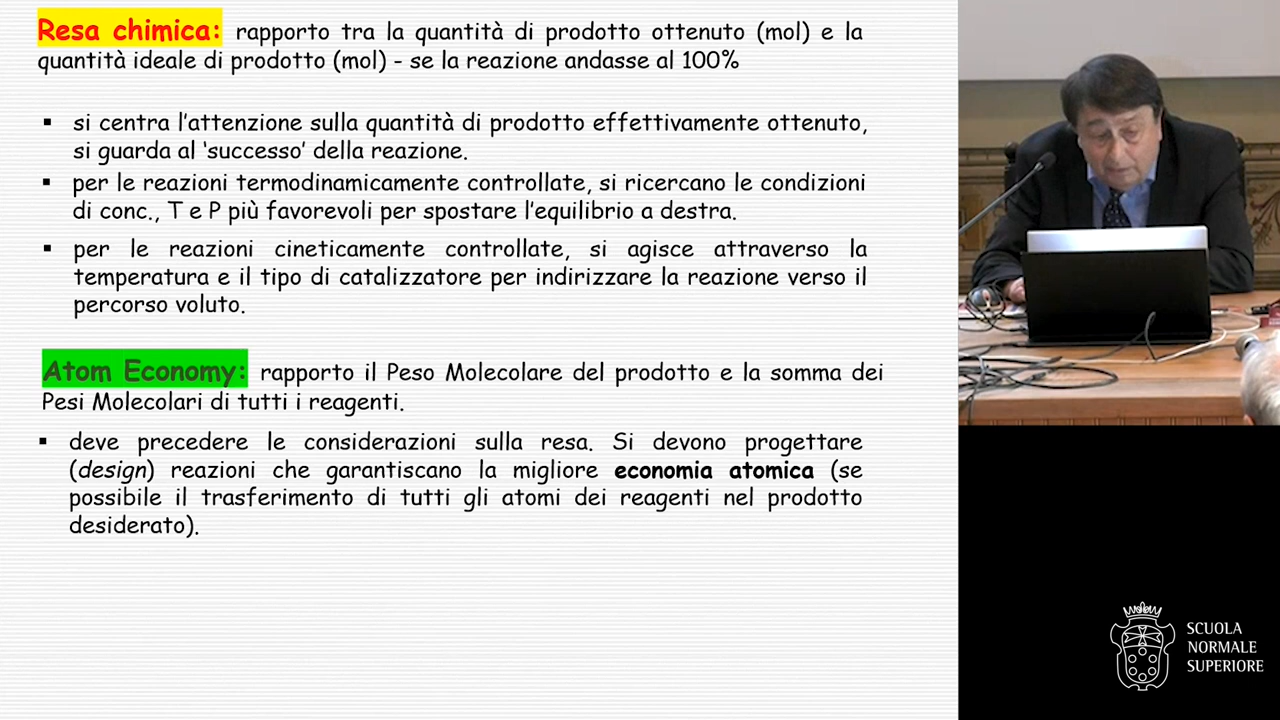 Resa chimica: rapporto tra la quantità di prodotto ottenuto (mol) e la
quantità ideale di prodotto (mol) - se la reazione andasse al 100%
▪ si centra l'attenzione sulla quantità di prodotto effettivamente ottenuto,
si guarda al 'successo' della reazione.
▪ per le reazioni termodinamicamente controllate, si ricercano le condizioni
di conc., T e P più favorevoli per spostare l'equilibrio a destra.
▪ per le reazioni cineticamente controllate, si agisce attraverso la
temperatura e il tipo di catalizzatore per indirizzare la reazione verso il
percorso voluto.
Atom Economy: rapporto il Peso Molecolare del prodotto e la somma dei
Pesi Molecolari di tutti i reagenti.
▪ deve precedere le considerazioni sulla resa. Si devono progettare
(design) reazioni che garantiscano la migliore economia atomica (se
possibile il trasferimento di tutti gli atomi dei reagenti nel prodotto
desiderato).
SCUOLA
NORMALE
SUPERIORE